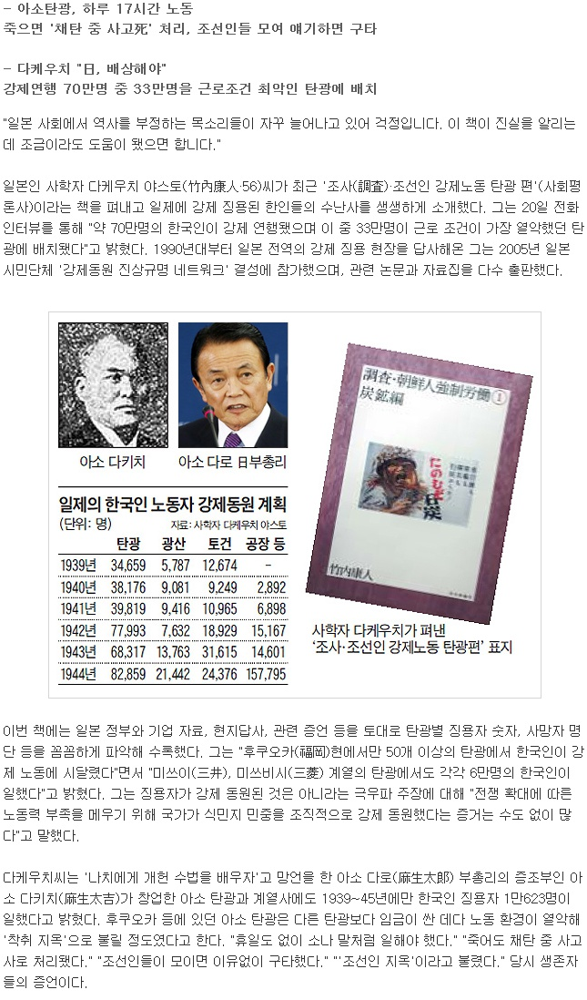 - 아소탄광, 하루 17시간 노동
죽으면 '채탄 중 사고死' 처리, 조선인들 모여 얘기하면 구타
- 다케우치 "日, 배상해야"
강제연행 70만명 중 33만명을 근로조건 최악인 탄광에 배치
"일본 사회에서 역사를 부정하는 목소리들이 자꾸 늘어나고 있어 걱정입니다. 이 책이 진실을 알리는
데 조금이라도 도움이 됐으면 합니다."
일본인 사학자 다케우치 야스토(竹內康人·56)씨가 최근 '조사(調査)·조선인 강제노동 탄광 편'(사회평
론사)이라는 책을 펴내고 일제에 강제 징용된 한인들의 수난사를 생생하게 소개했다. 그는 20일 전화
인터뷰를 통해 "약 70만명의 한국인이 강제 연행됐으며 이 중 33만명이 근로 조건이 가장 열악했던 탄
광에 배치됐다"고 밝혔다. 1990년대부터 일본 전역의 강제 징용 현장을 답사해온 그는 2005년 일본
시민단체 '강제동원 진상규명 네트워크' 결성에 참가했으며, 관련 논문과 자료집을 다수 출판했다.
아소 다키치
아소 다로 日부총리
일제의 한국인 노동자 강제동원 계획
(단위: 명) 자료: 사학자 다케우치 야스토
탄광 광산 토건 공장 등
1939년 34,659 5,787 12,674 -
1940년 38,176 9,081 9,249 2,892
1941년 39,819 9,416 10,965 6,898
1942년 77,993 7,632 18,929 15,167
1943년 68,317 13,763 31,615 14,601
1944년 82,859 21,442 24,376 157,795
調査·朝鮮人強制労働①
炭鉱編
たのむぞ石炭
竹内康人
사학자 다케우치가 펴낸
'조사·조선인 강제노동 탄광편' 표지
이번 책에는 일본 정부와 기업 자료, 현지답사, 관련 증언 등을 토대로 탄광별 징용자 숫자, 사망자 명
단 등을 꼼꼼하게 파악해 수록했다. 그는 "후쿠오카(福岡)현에서만 50개 이상의 탄광에서 한국인이 강
제 노동에 시달렸다"면서 "미쓰이(三井), 미쓰비시(三菱) 계열의 탄광에서도 각각 6만명의 한국인이
일했다"고 밝혔다. 그는 징용자가 강제 동원된 것은 아니라는 극우파 주장에 대해 "전쟁 확대에 따른
노동력 부족을 메우기 위해 국가가 식민지 민중을 조직적으로 강제 동원했다는 증거는 수도 없이 많
다"고 말했다.
다케우치씨는 '나치에게 개헌 수법을 배우자'고 망언을 한 아소 다로(麻生太郞) 부총리의 증조부인 아
소 다키치(麻生太吉)가 창업한 아소 탄광과 계열사에도 1939~45년에만 한국인 징용자 1만623명이
일했다고 밝혔다. 후쿠오카 등에 있던 아소 탄광은 다른 탄광보다 임금이 싼 데다 노동 환경이 열악해
'착취 지옥'으로 불릴 정도였다고 한다. "휴일도 없이 소나 말처럼 일해야 했다." "죽어도 채탄 중 사고
사로 처리됐다." "조선인들이 모이면 이유없이 구타했다." "'조선인 지옥'이라고 불렸다." 당시 생존자
들의 증언이다.